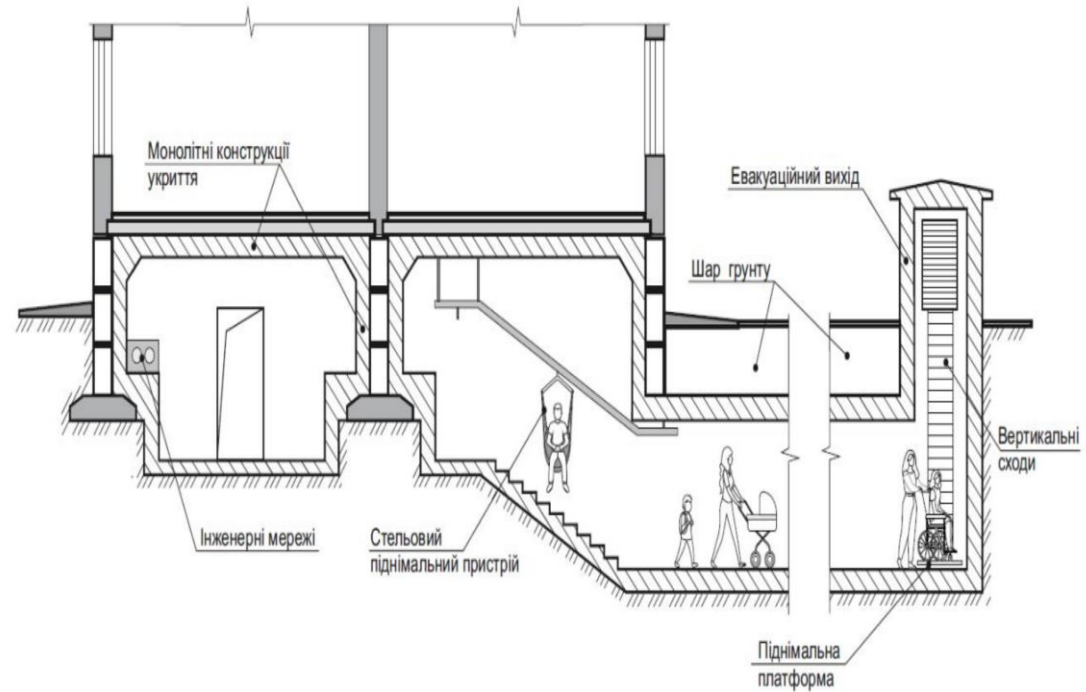 Монолітні конструкції
укриття
Евакуаційний вихід
Шар грунту
Вертикальні
сходи
Інженерні мережі
Стельовий
піднімальний пристрій
Піднімальна
платформа